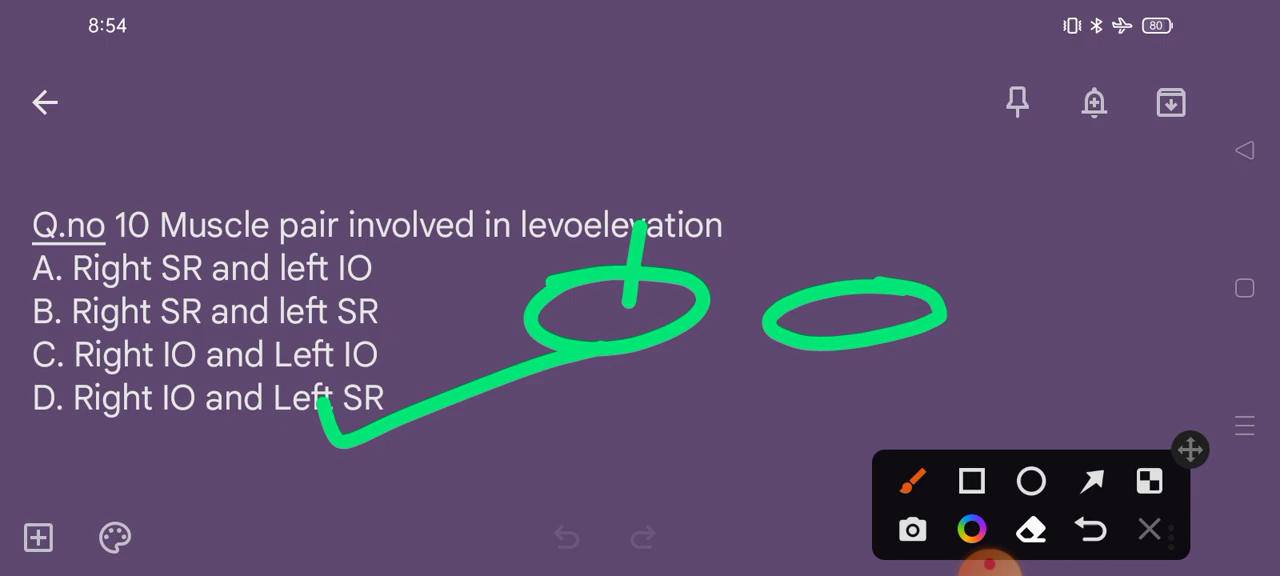 8:54
80
Q.no 10 Muscle pair involved in levoelevation
A. Right SR and left IO
B. Right SR and left SR
C. Right IO and Left IO
D. Right IO and Left SR